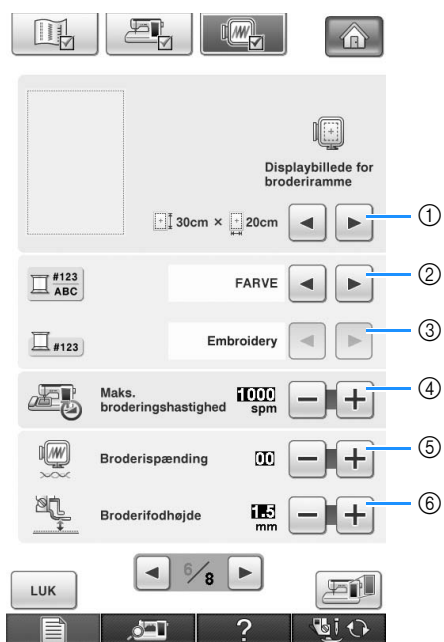 Displaybillede for
broderiramme
30cm × 20cm
①
#123
ABC
FARVE
②
#123
Embroidery
③
Maks.
broderingshastighed
1000
spm
④
Broderispænding
00
⑤
Broderifodhøjde
1.5
mm
⑥
6/8
LUK
?